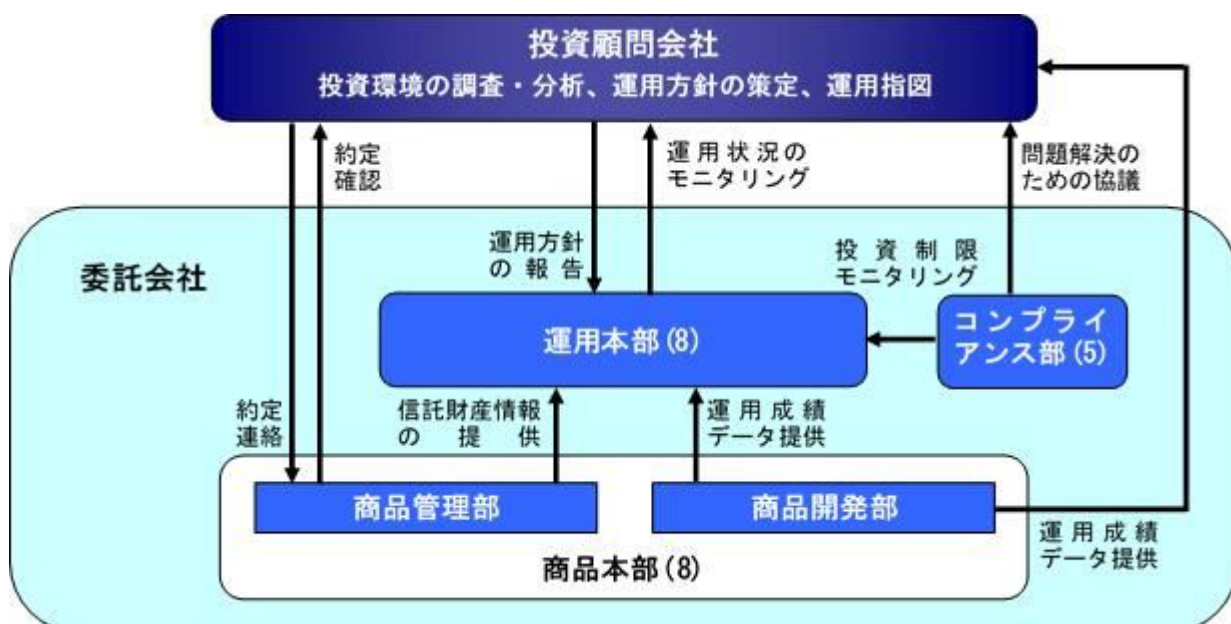 投資顧問会社
投資環境の調査・分析、運用方針の策定、運用指図
約定
確認
運用状況の
モニタリング
問題解決の
ための協議
委託会社
運用方針
の報告
投資制限
モニタリング
運用本部(8)
コンプライ
アンス部(5)
約定
連絡
信託財産情報
の提供
運用成績
データ提供
商品管理部
商品開発部
運用成績
データ提供
商品本部(8)